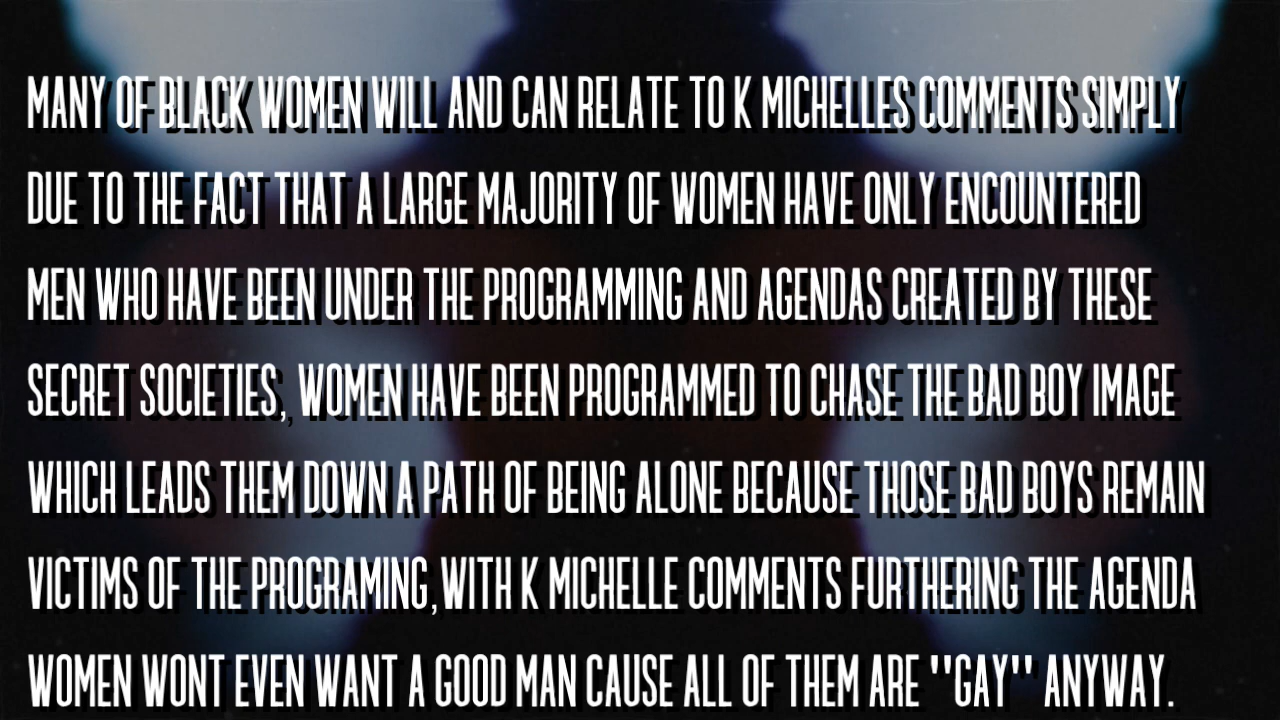 MANY OF BLACK WOMEN WILL AND CAN RELATE TO K MICHELLES COMMENTS SIMPLY
DUE TO THE FACT THAT A LARGE MAJORITY OF WOMEN HAVE ONLY ENCOUNTERED
MEN WHO HAVE BEEN UNDER THE PROGRAMMING AND AGENDAS CREATED BY THESE
SECRET SOCIETIES, WOMEN HAVE BEEN PROGRAMMED TO CHASE THE BAD BOY IMAGE
WHICH LEADS THEM DOWN A PATH OF BEING ALONE BECAUSE THOSE BAD BOYS REMAIN
VICTIMS OF THE PROGRAMING,WITH K MICHELLE COMMENTS FURTHERING THE AGENDA
WOMEN WONT EVEN WANT A GOOD MAN CAUSE ALL OF THEM ARE "GAY" ANYWAY.